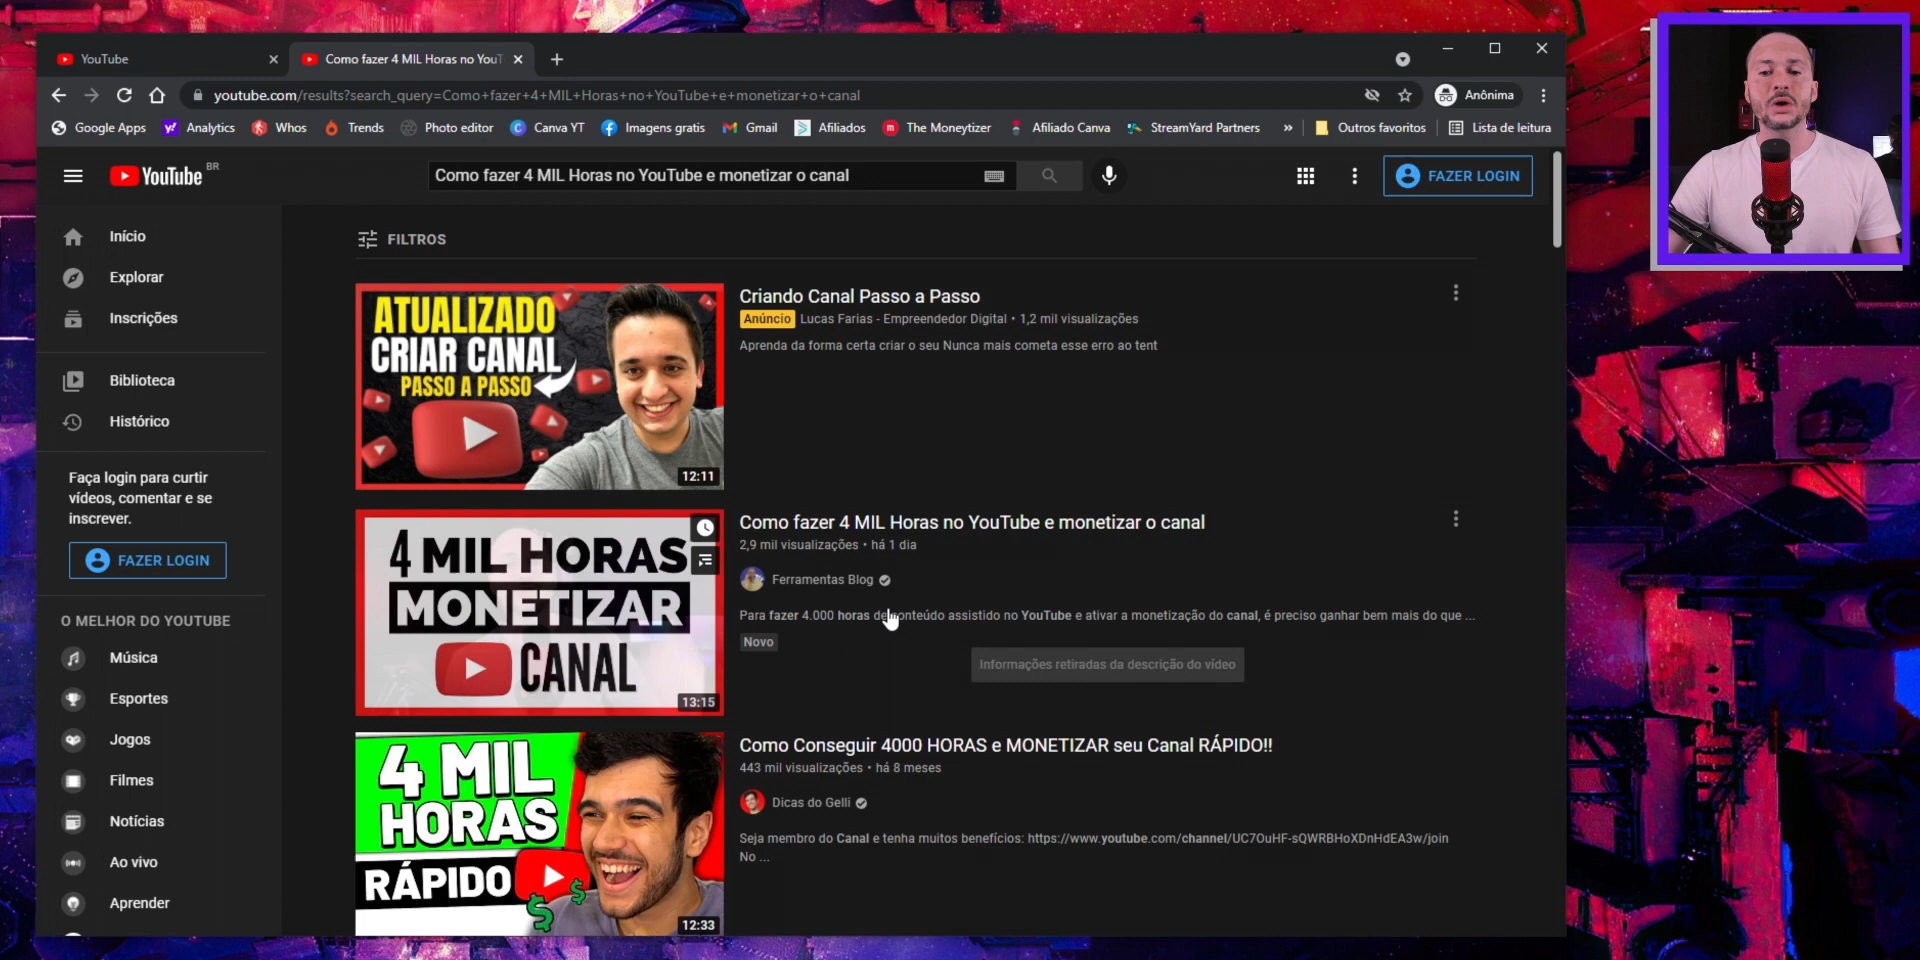 YouTube
Como fazer 4 MIL Horas no YouT
youtube.com/results?search_query=Como+fazer+4+MIL+Horas+no+YouTube+e+monetizar+o+canal
Anônima
Google Apps
Analytics
Whos
Trends
Photo editor
Canva YT
Imagens gratis
Gmail
Afiliados
The Moneytizer
Afiliado Canva
StreamYard Partners
»
Outros favoritos
Lista de leitura
YouTube BR
Como fazer 4 MIL Horas no YouTube e monetizar o canal
FAZER LOGIN
Início
Explorar
Inscrições
Biblioteca
Histórico
Faça login para curtir
vídeos, comentar e se
inscrever.
FAZER LOGIN
O MELHOR DO YOUTUBE
Música
Esportes
Jogos
Filmes
Notícias
Ao vivo
Aprender
FILTROS
ATUALIZADO
CRIAR CANAL
PASSO A PASSO
12:11
Criando Canal Passo a Passo
Anúncio Lucas Farias - Empreendedor Digital • 1,2 mil visualizações
Aprenda da forma certa criar o seu Nunca mais cometa esse erro ao tent
4 MIL HORAS
MONETIZAR
CANAL
13:15
Como fazer 4 MIL Horas no YouTube e monetizar o canal
2,9 mil visualizações • há 1 dia
Ferramentas Blog
Para fazer 4.000 horas de conteúdo assistido no YouTube e ativar a monetização do canal, é preciso ganhar bem mais do que ...
Novo
Informações retiradas da descrição do vídeo
4 MIL
HORAS
RÁPIDO
$
$
12:33
Como Conseguir 4000 HORAS e MONETIZAR seu Canal RÁPIDO!!
443 mil visualizações • há 8 meses
Dicas do Gelli
Seja membro do Canal e tenha muitos benefícios: https://www.youtube.com/channel/UC7OuHF-sQWRBHoXDnHdEA3w/join
No ...